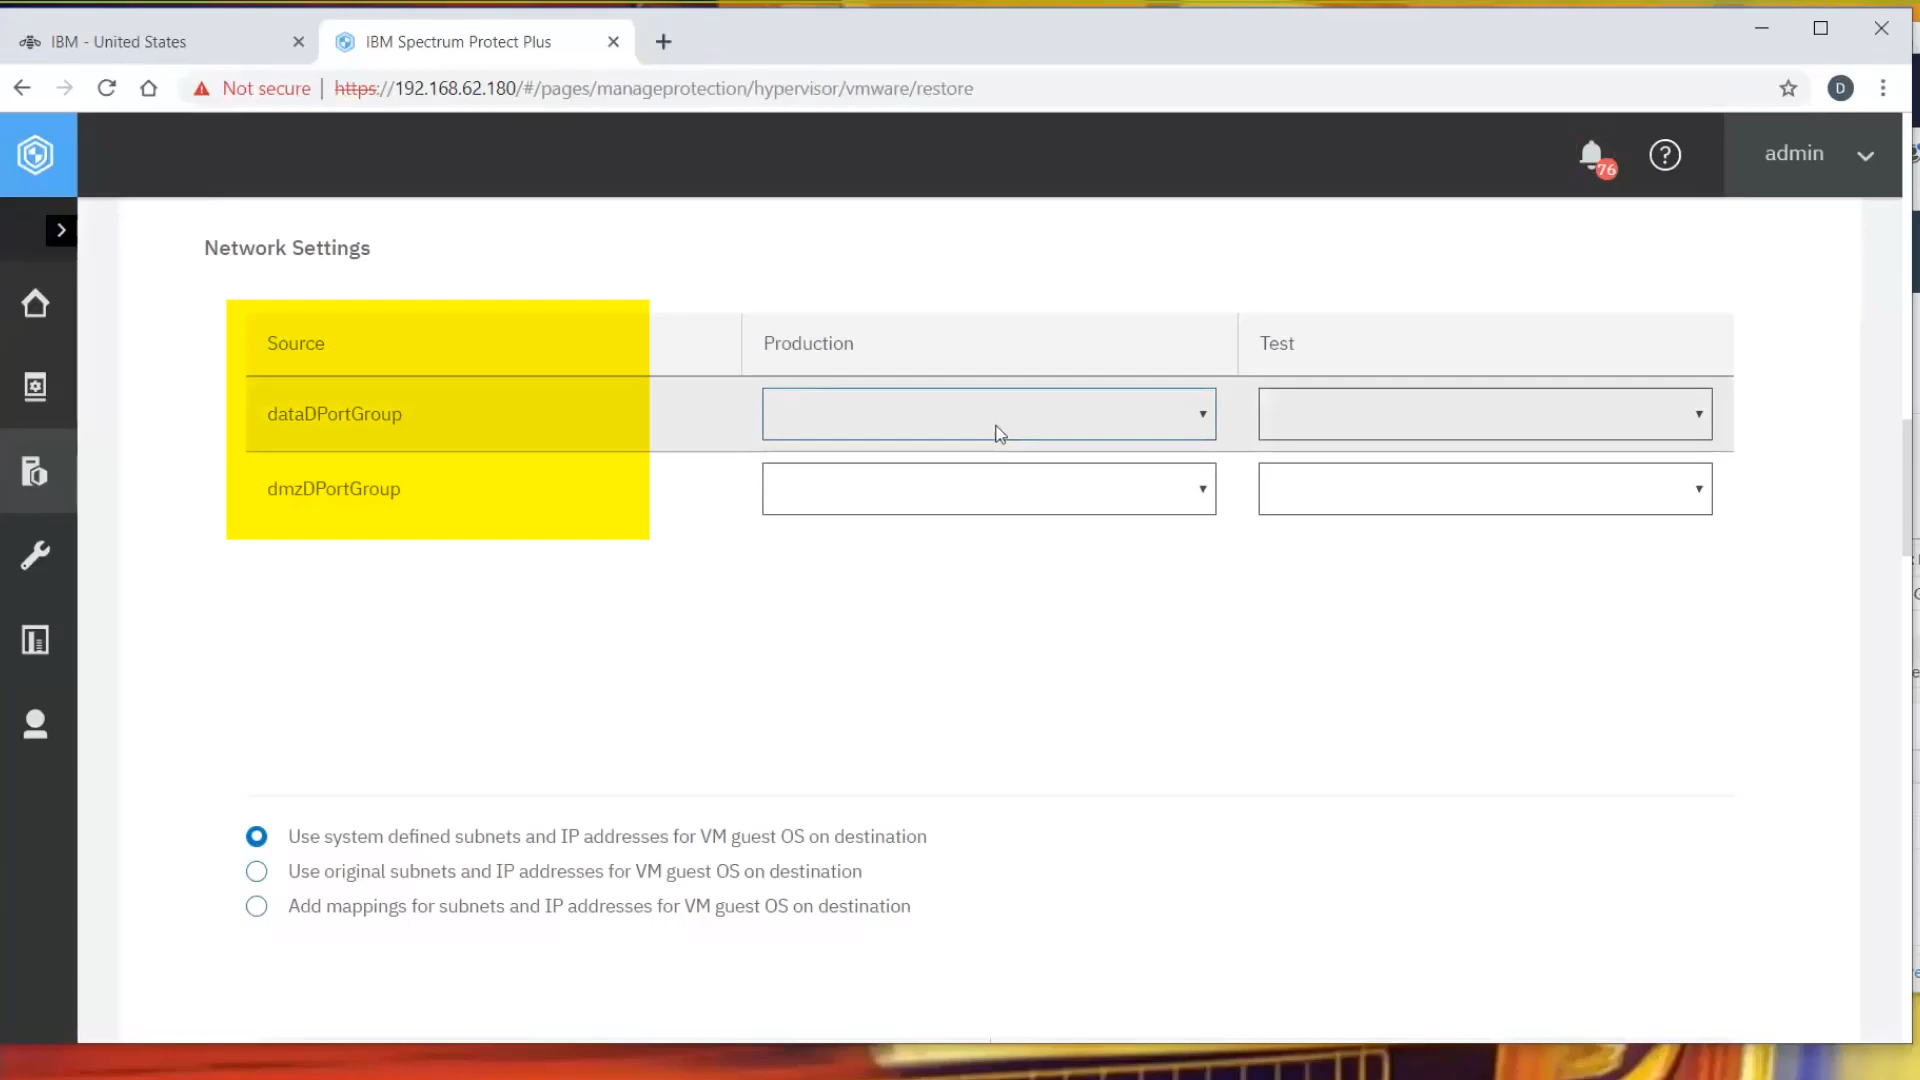 IBM - United States
IBM Spectrum Protect Plus
Not secure
https://192.168.62.180/#/pages/manageprotection/hypervisor/vmware/restore
D
76
?
admin
Network Settings
Source Production Test
dataDPortGroup
dmzDPortGroup
Use system defined subnets and IP addresses for VM guest OS on destination
Use original subnets and IP addresses for VM guest OS on destination
Add mappings for subnets and IP addresses for VM guest OS on destination